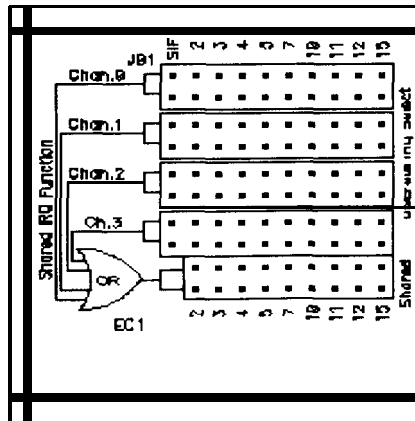 JB1
SIF 2 3 4 5 7 10 11 12 15
Chan.0
Chan.1
Chan.2
Ch.3
Shared IRQ Function
OR
EC1
Shared
2 3 4 5 7 10 11 12 15